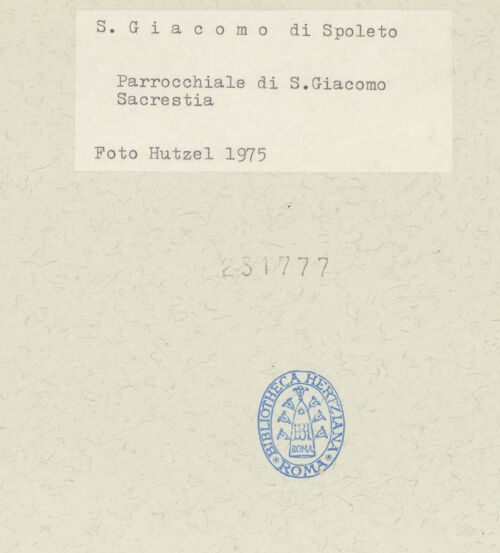 S. G i a c o m o di Spoleto
Parrocchiale di S.Giacomo
Sacrestia
Foto Hutzel 1975
231777
BIBLIOTHECA HERTZIANA
* ROMA *
ROMA